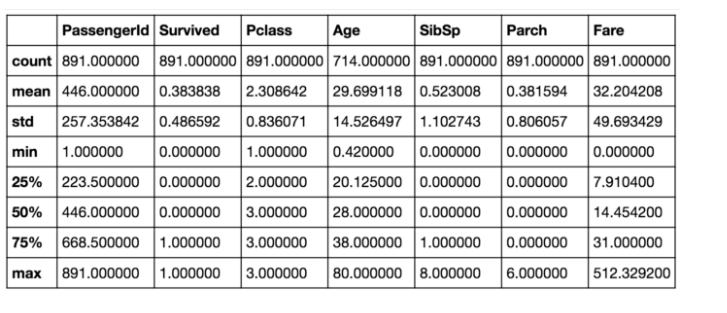 PassengerId Survived Pclass Age SibSp Parch Fare
count 891.000000 891.000000 891.000000 714.000000 891.000000 891.000000 891.000000
mean 446.000000 0.383838 2.308642 29.699118 0.523008 0.381594 32.204208
std 257.353842 0.486592 0.836071 14.526497 1.102743 0.806057 49.693429
min 1.000000 0.000000 1.000000 0.420000 0.000000 0.000000 0.000000
25% 223.500000 0.000000 2.000000 20.125000 0.000000 0.000000 7.910400
50% 446.000000 0.000000 3.000000 28.000000 0.000000 0.000000 14.454200
75% 668.500000 1.000000 3.000000 38.000000 1.000000 0.000000 31.000000
max 891.000000 1.000000 3.000000 80.000000 8.000000 6.000000 512.329200